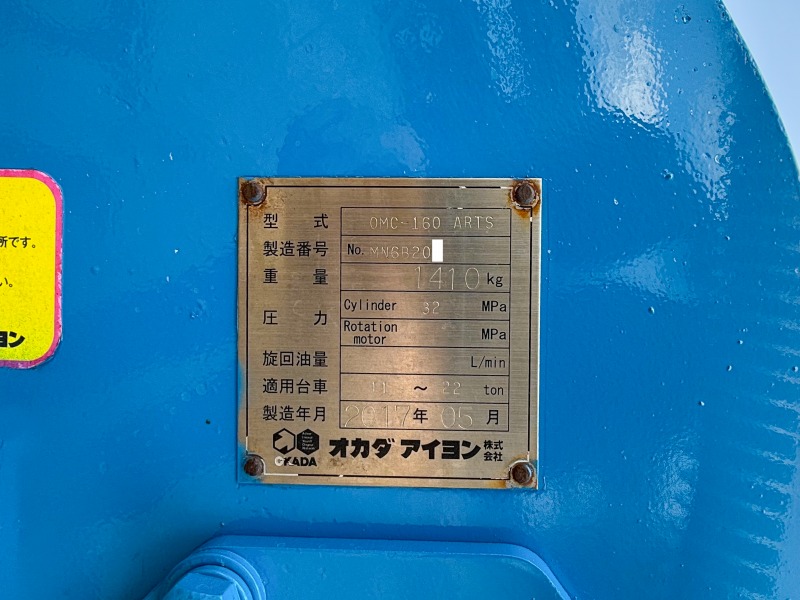 所です。
い。
ヨン
型 式 OMC-160 ARTS
製造番号 No. MN6B20
重 量 1410 kg
圧 力 Cylinder 32 MPa
Rotation motor MPa
旋回油量 L/min
適用台車 11 ～ 22 ton
製造年月 2017年 05月
OKADA オカダ アイヨン 株式会社